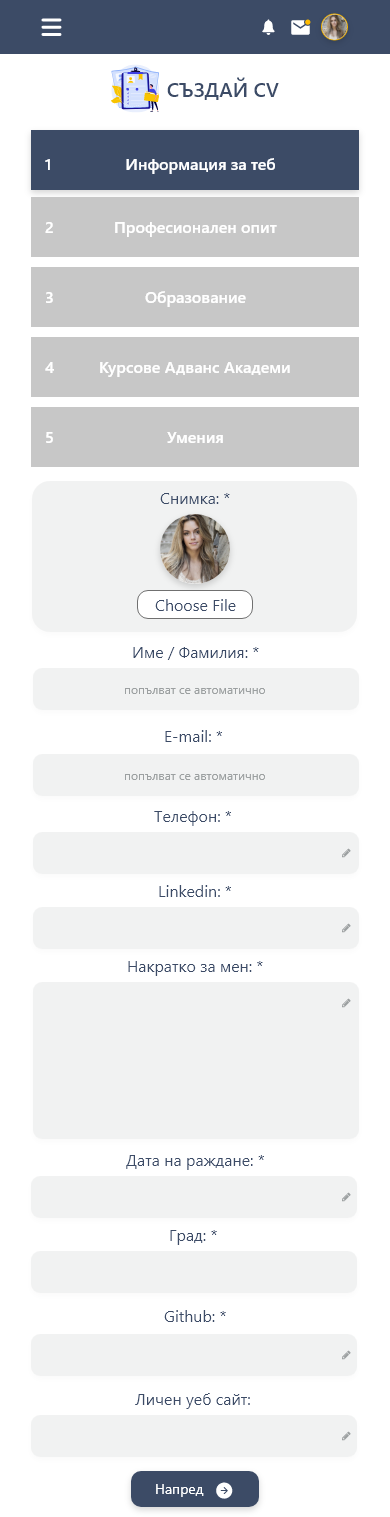 СЪЗДАЙ CV
1 Информация за теб
2 Професионален опит
3 Образование
4 Курсове Адванс Академи
5 Умения
Снимка: *
Choose File
Име / Фамилия: *
попълват се автоматично
E-mail: *
попълват се автоматично
Телефон: *
Linkedin: *
Накратко за мен: *
Дата на раждане: *
Град: *
Github: *
Личен уеб сайт:
Напред